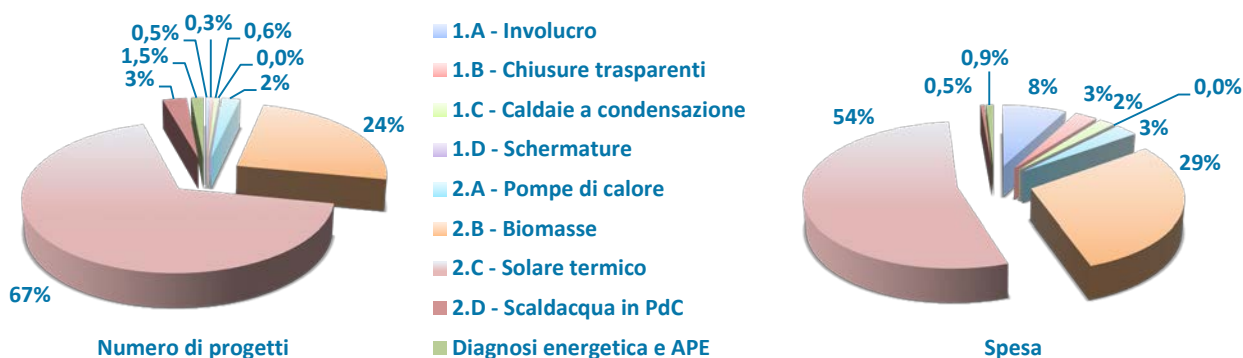 0,3%
0,5%
0,6%
1,5%
0,0%
3%
2%
24%
67%
Numero di progetti
1.A - Involucro
1.B - Chiusure trasparenti
1.C - Caldaie a condensazione
1.D - Schermature
2.A - Pompe di calore
2.B - Biomasse
2.C - Solare termico
2.D - Scaldacqua in PdC
Diagnosi energetica e APE
0,9%
0,5%
8%
3%
2%
0,0%
3%
54%
29%
Spesa